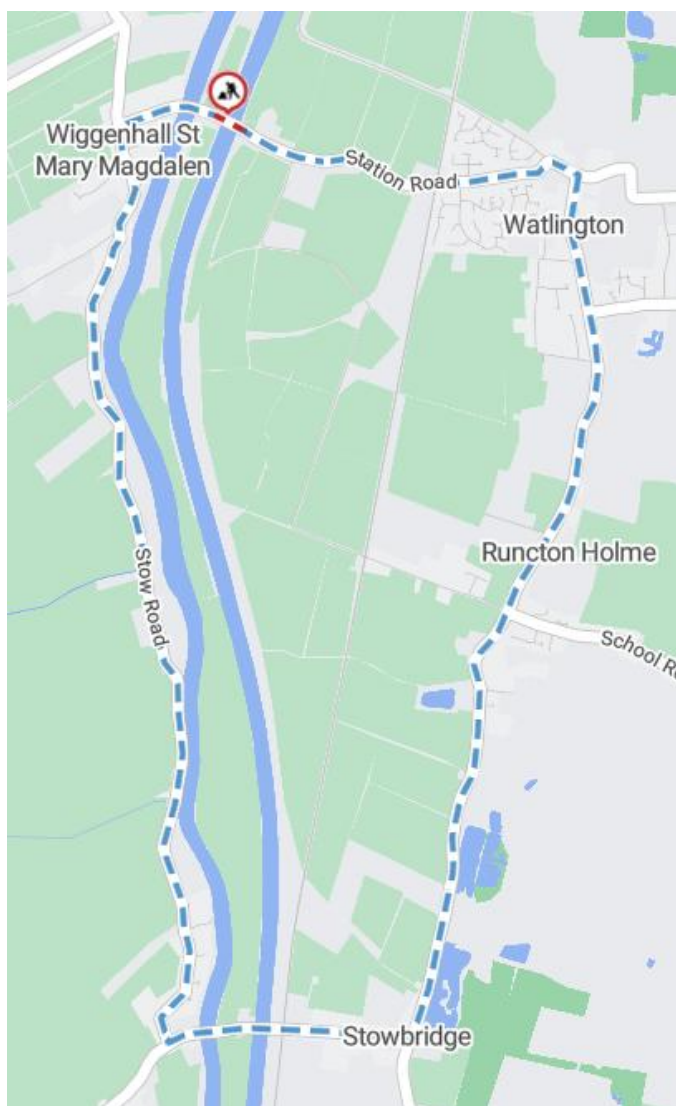 Wiggenhall St
Mary Magdalen
Station Road
Watlington
Runcton Holme
Stow Road
School
Stowbridge